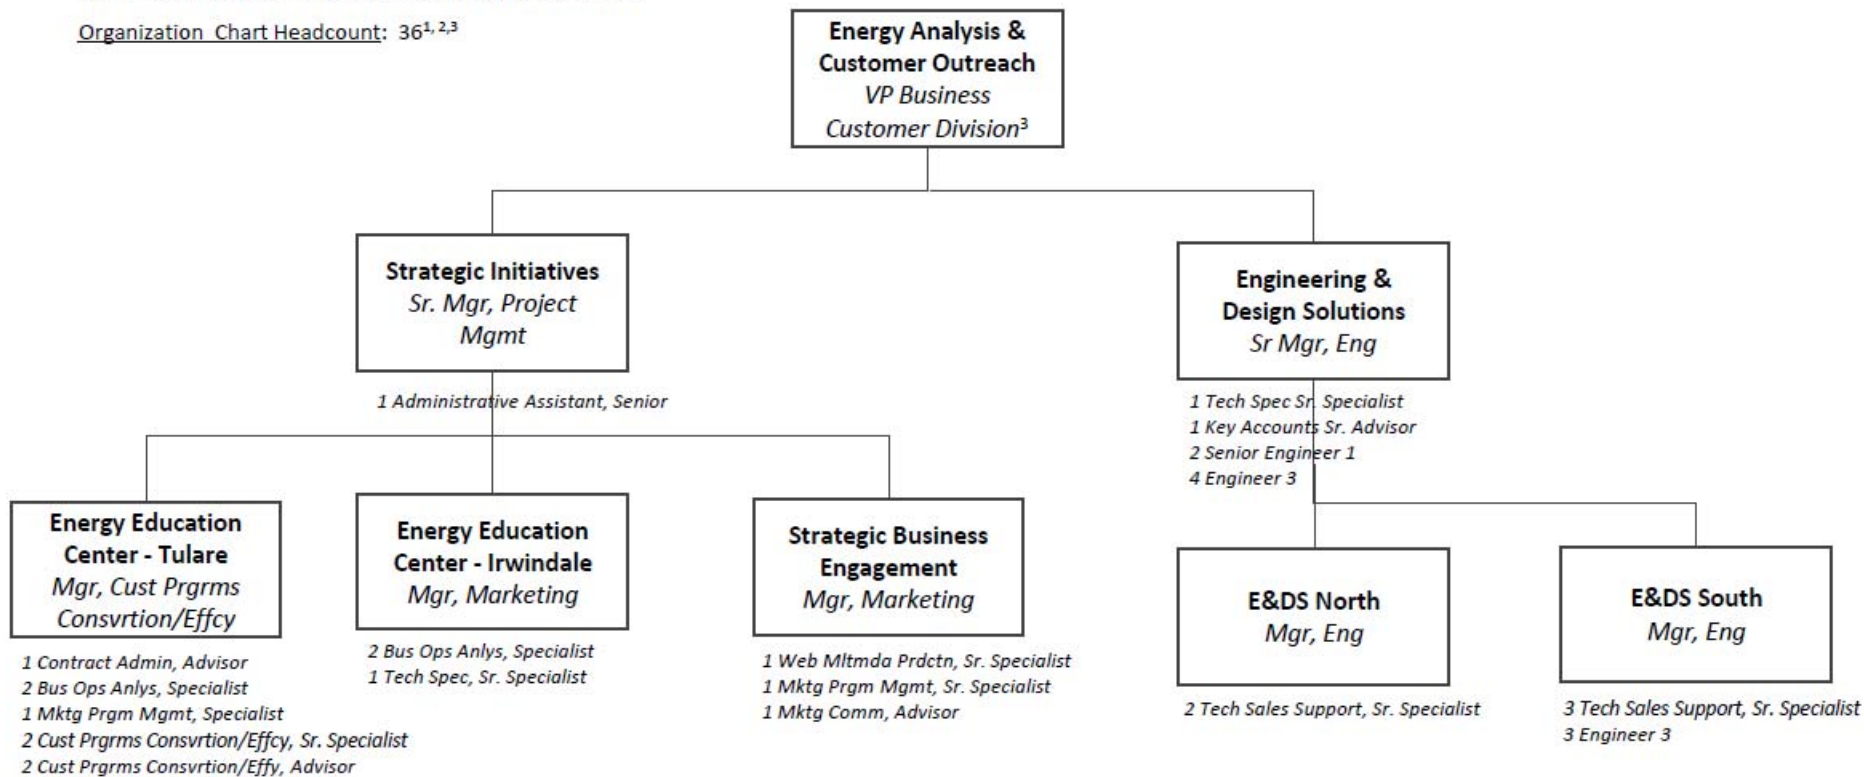 Organization Chart Headcount: 36¹,²,³
Energy Analysis &
Customer Outreach
VP Business
Customer Division³
Strategic Initiatives
Sr. Mgr, Project
Mgmt
1 Administrative Assistant, Senior
Engineering &
Design Solutions
Sr Mgr, Eng
1 Tech Spec Sr. Specialist
1 Key Accounts Sr. Advisor
2 Senior Engineer 1
4 Engineer 3
Energy Education
Center - Tulare
Mgr, Cust Prgrms
Consvrtion/Effcy
1 Contract Admin, Advisor
2 Bus Ops Anlys, Specialist
1 Mktg Prgm Mgmt, Specialist
2 Cust Prgrms Consvrtion/Effcy, Sr. Specialist
2 Cust Prgrms Consvrtion/Effy, Advisor
Energy Education
Center - Irwindale
Mgr, Marketing
2 Bus Ops Anlys, Specialist
1 Tech Spec, Sr. Specialist
Strategic Business
Engagement
Mgr, Marketing
1 Web Mltmda Prdctn, Sr. Specialist
1 Mktg Prgm Mgmt, Sr. Specialist
1 Mktg Comm, Advisor
E&DS North
Mgr, Eng
2 Tech Sales Support, Sr. Specialist
E&DS South
Mgr, Eng
3 Tech Sales Support, Sr. Specialist
3 Engineer 3